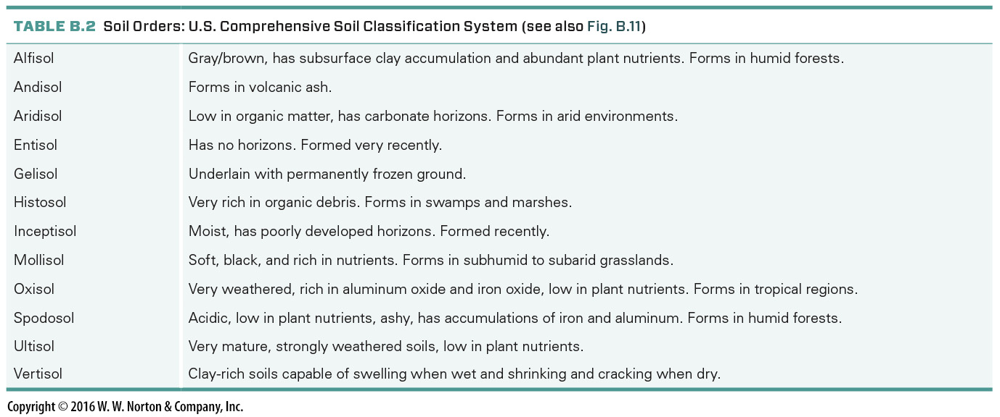 TABLE B.2 Soil Orders: U.S. Comprehensive Soil Classification System (see also Fig. B.11)
Alfisol Gray/brown, has subsurface clay accumulation and abundant plant nutrients. Forms in humid forests.
Andisol Forms in volcanic ash.
Aridisol Low in organic matter, has carbonate horizons. Forms in arid environments.
Entisol Has no horizons. Formed very recently.
Gelisol Underlain with permanently frozen ground.
Histosol Very rich in organic debris. Forms in swamps and marshes.
Inceptisol Moist, has poorly developed horizons. Formed recently.
Mollisol Soft, black, and rich in nutrients. Forms in subhumid to subarid grasslands.
Oxisol Very weathered, rich in aluminum oxide and iron oxide, low in plant nutrients. Forms in tropical regions.
Spodosol Acidic, low in plant nutrients, ashy, has accumulations of iron and aluminum. Forms in humid forests.
Ultisol Very mature, strongly weathered soils, low in plant nutrients.
Vertisol Clay-rich soils capable of swelling when wet and shrinking and cracking when dry.
Copyright © 2016 W. W. Norton & Company, Inc.